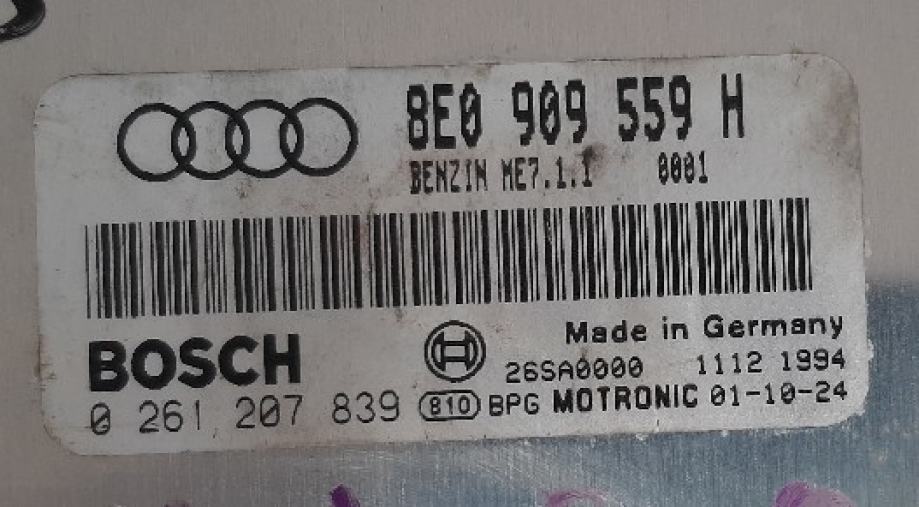 8E0 909 559 H
BENZIN ME7.1.1 0001
BOSCH
Made in Germany
26SA0000 1112 1994
0 261 207 839 810 BPG MOTRONIC 01-10-24